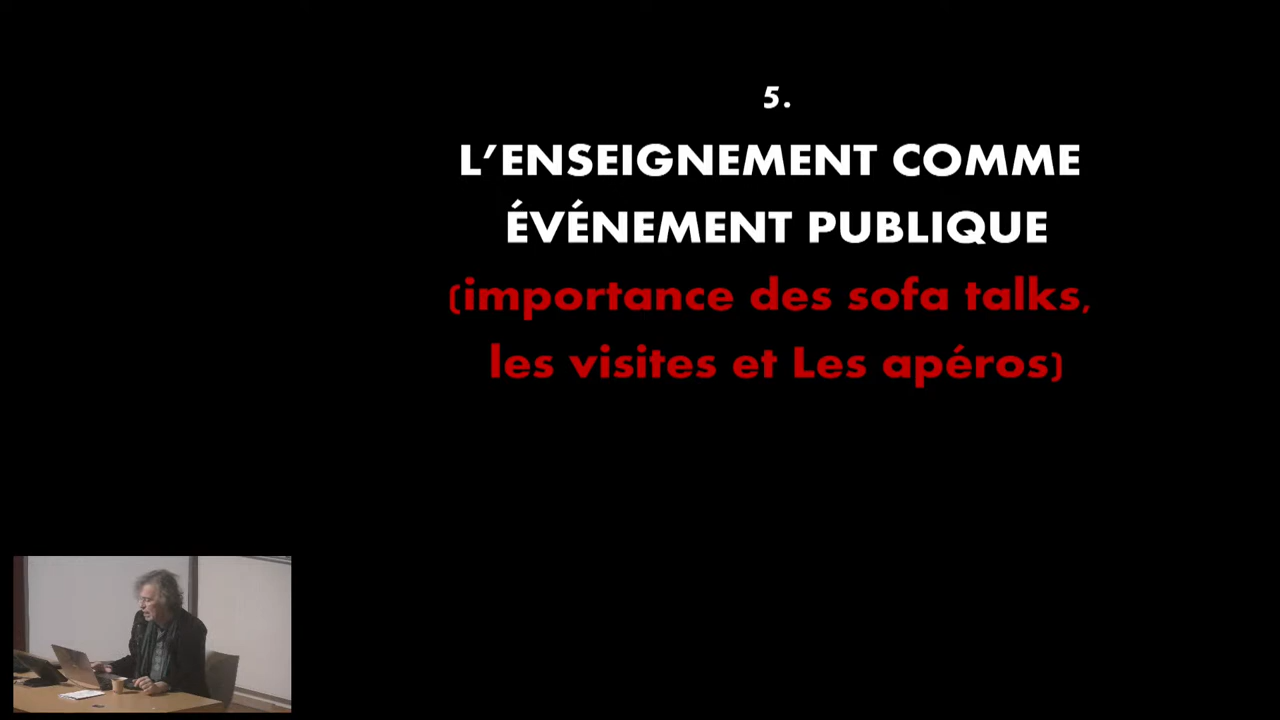 5.
L’ENSEIGNEMENT COMME
ÉVÉNEMENT PUBLIQUE
(importance des sofa talks,
les visites et Les apéros)